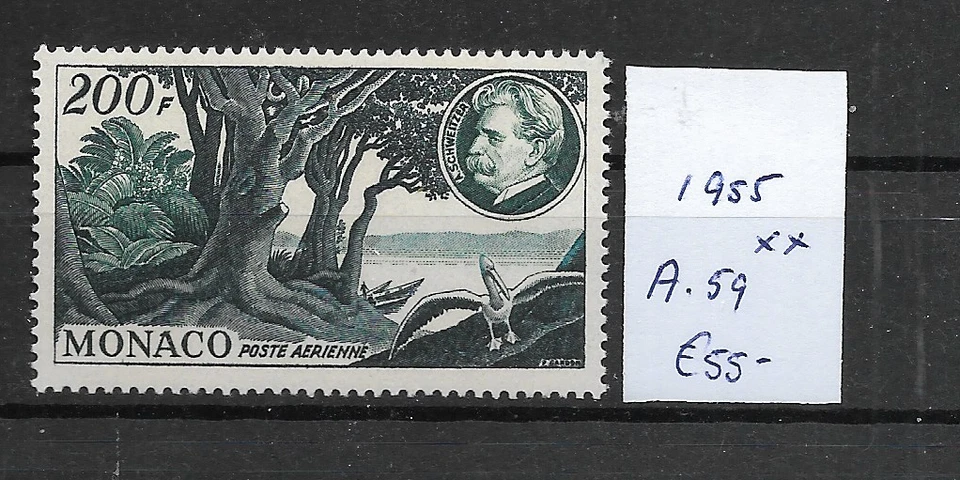 200F
A. SCHWEITZER
MONACO POSTE AERIENNE
1955
xx
A.59
€55-